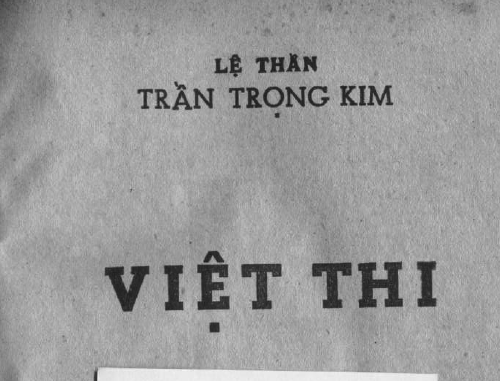 LỆ THẦN
TRẦN TRỌNG KIM
VIỆT THI